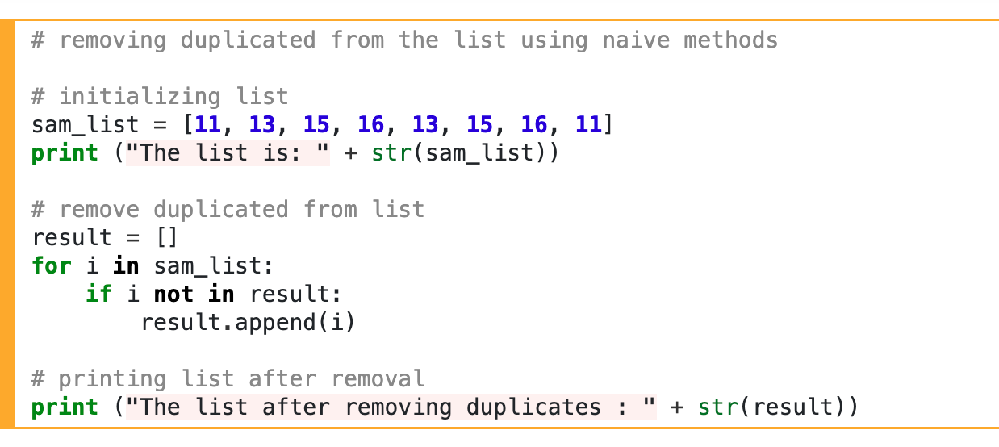 # removing duplicated from the list using naive methods
# initializing list
sam_list = [11, 13, 15, 16, 13, 15, 16, 11]
print ("The list is: " + str(sam_list))
# remove duplicated from list
result = []
for i in sam_list:
    if i not in result:
        result.append(i)
# printing list after removal
print ("The list after removing duplicates : " + str(result))